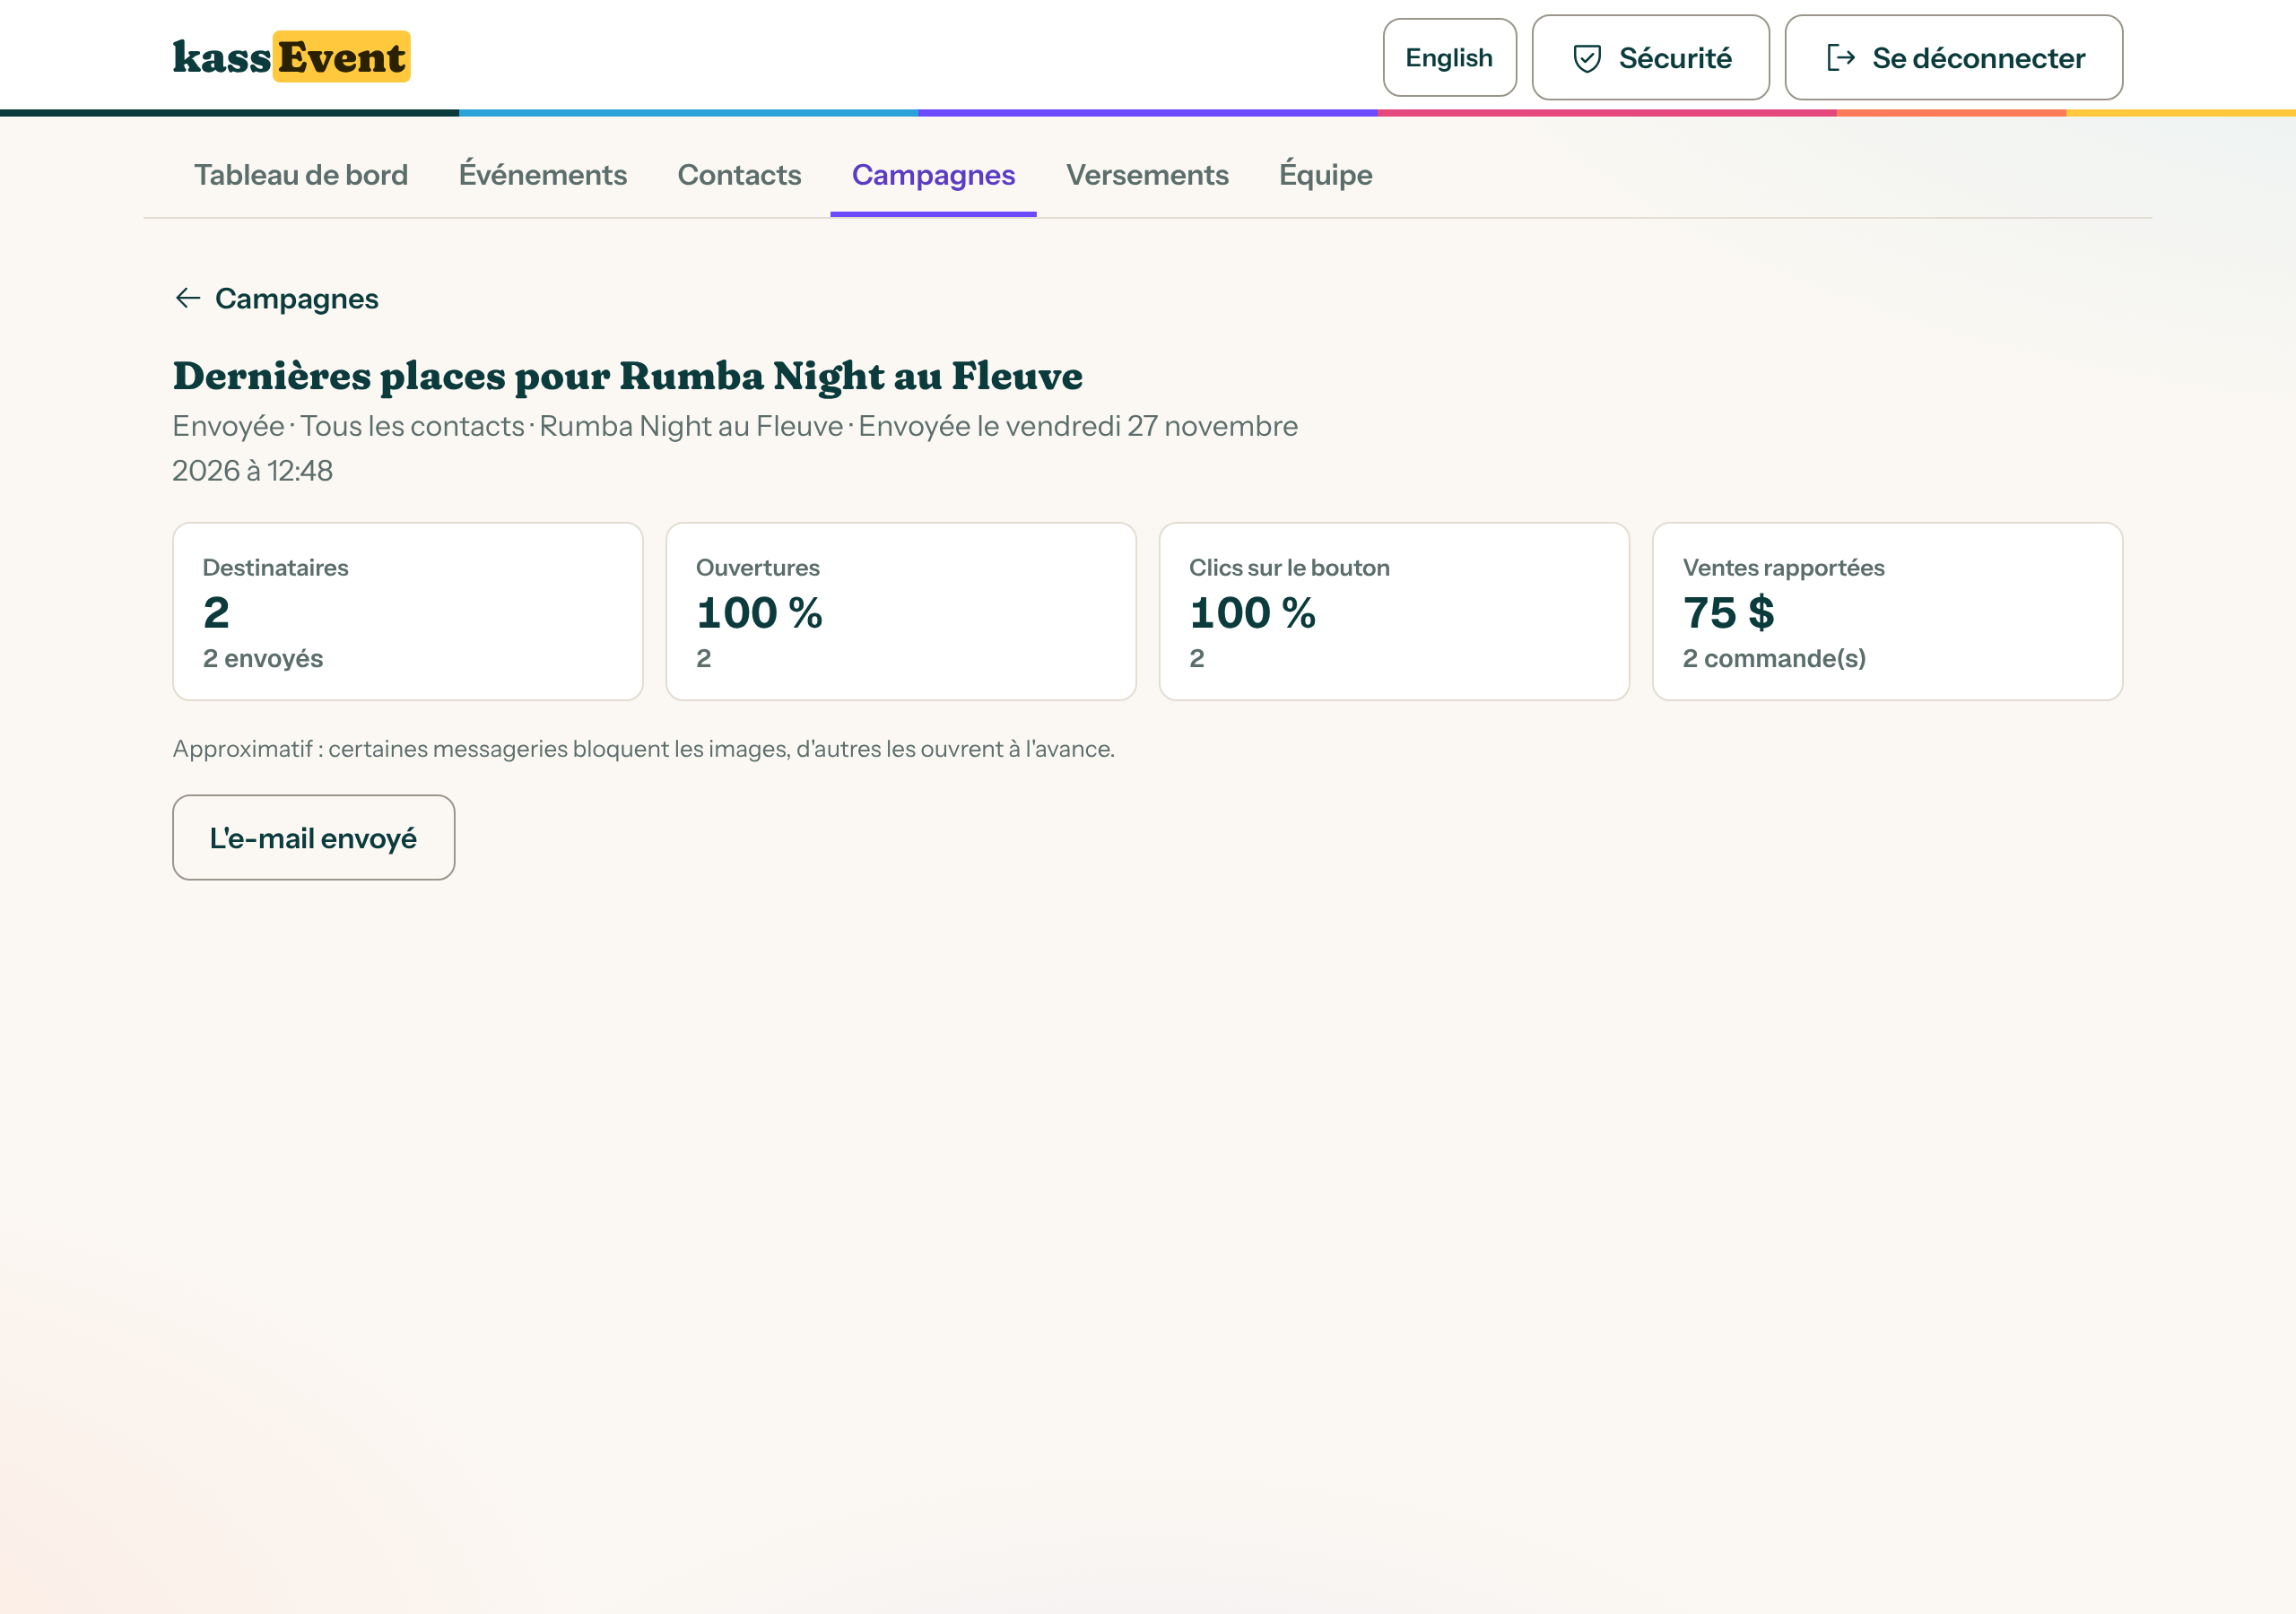 kassEvent
English
Sécurité
Se déconnecter
Tableau de bord
Événements
Contacts
Campagnes
Versements
Équipe
Campagnes
Dernières places pour Rumba Night au Fleuve
Envoyée · Tous les contacts · Rumba Night au Fleuve · Envoyée le vendredi 27 novembre
2026 à 12:48
Destinataires
2
2 envoyés
Ouvertures
100 %
2
Clics sur le bouton
100 %
2
Ventes rapportées
75 $
2 commande(s)
Approximatif : certaines messageries bloquent les images, d'autres les ouvrent à l'avance.
L'e-mail envoyé